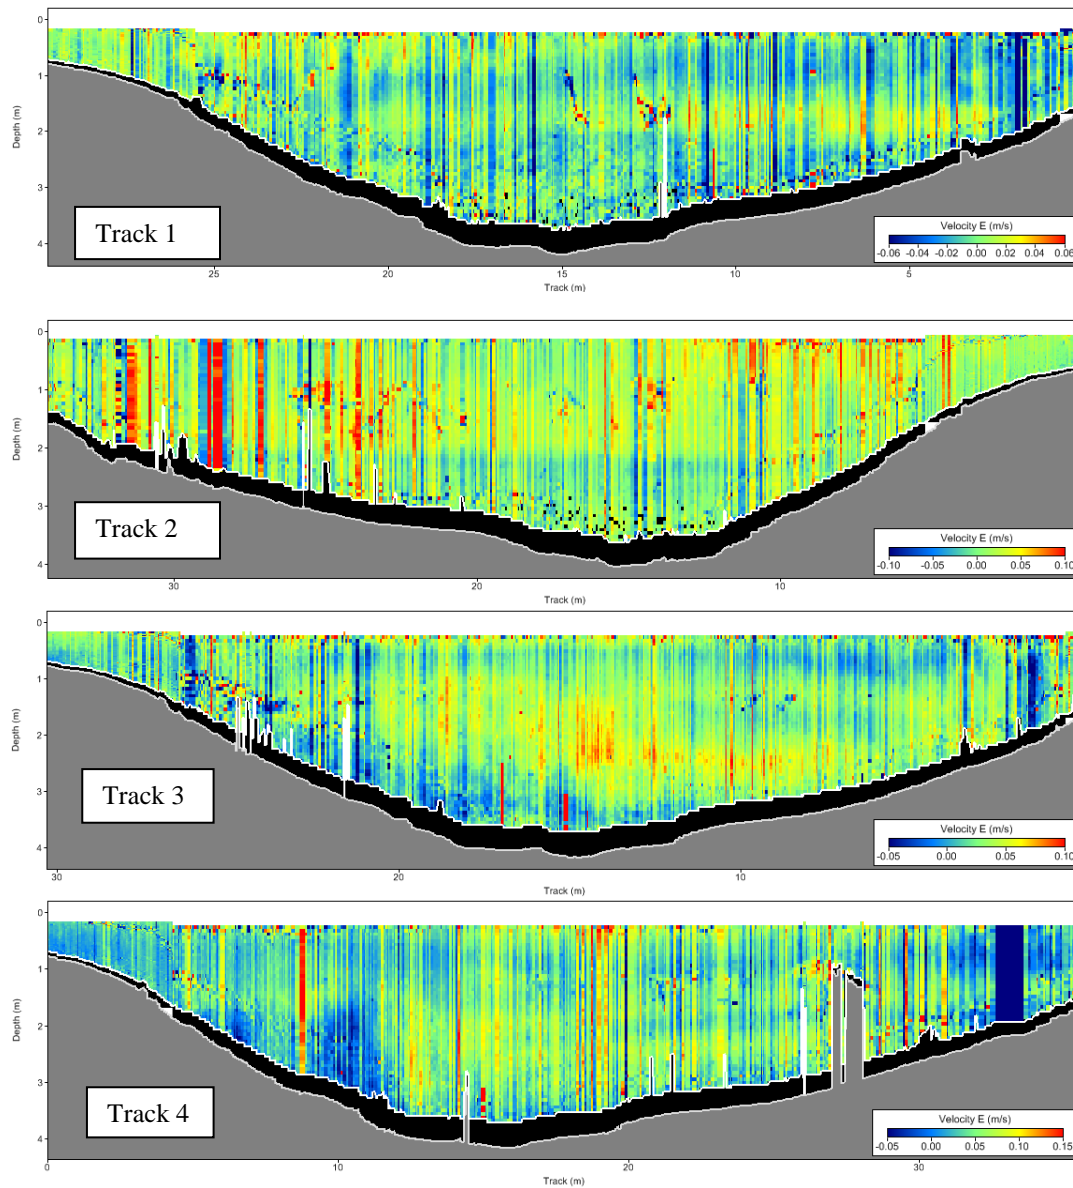 0
1
2
3
4
Depth (m)
Track 1
Velocity E (m/s)
-0.06 -0.04 -0.02 0.00 0.02 0.04 0.06
25 20 15 10 5
Track (m)
0
1
2
3
4
Depth (m)
Track 2
Velocity E (m/s)
-0.10 -0.05 0.00 0.05 0.10
30 20 10
Track (m)
0
1
2
3
4
Depth (m)
Track 3
Velocity E (m/s)
-0.05 0.00 0.05 0.10
30 20 10
Track (m)
0
1
2
3
4
Depth (m)
Track 4
Velocity E (m/s)
-0.05 0.00 0.05 0.10 0.15
0 10 20 30
Track (m)